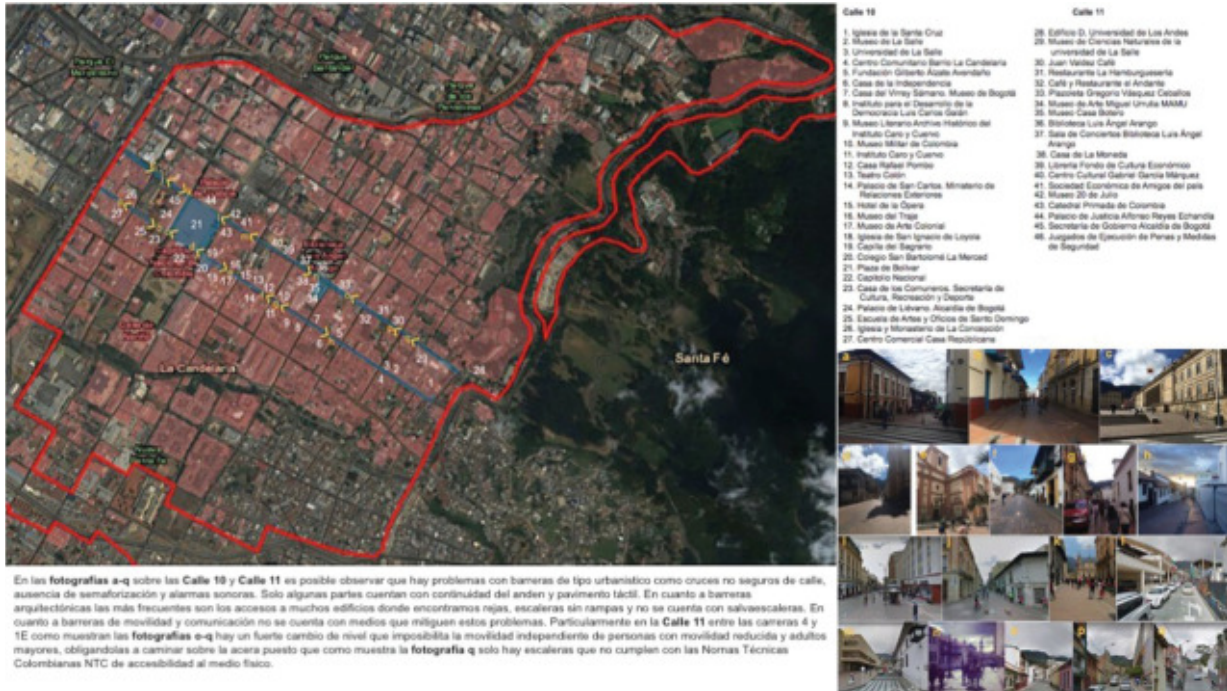 Calle 10
1. Iglesia de la Santa Cruz
2. Museo de La Salle
3. Universidad de La Salle
4. Centro Comunitario Barrio La Candelaria
5. Fundación Gilberto Alzate Avendaño
6. Casa de la Independencia
7. Casa del Virrey Sámano. Museo de Bogotá
8. Instituto para el Desarrollo de la
Democracia Luis Carlos Galán
9. Museo Literario Archivo Histórico del
Instituto Caro y Cuervo
10. Museo Militar de Colombia
11. Instituto Caro y Cuervo
12. Casa Rafael Pombo
13. Teatro Colón
14. Palacio de San Carlos. Ministerio de
Relaciones Exteriores
15. Hotel de la Ópera
16. Museo del Traje
17. Museo de Arte Colonial
18. Iglesia de San Ignacio de Loyola
19. Capilla del Sagrario
20. Colegio San Bartolomé La Merced
21. Plaza de Bolívar
22. Capitolio Nacional
23. Casa de los Comuneros. Secretaría de
Cultura, Recreación y Deporte
24. Palacio de Liévano. Alcaldía de Bogotá
25. Escuela de Artes y Oficios de Santo Domingo
26. Iglesia y Monasterio de La Concepción
27. Centro Comercial Casa Républicana
Calle 11
28. Edificio D. Universidad de Los Andes
29. Museo de Ciencias Naturales de la
universidad de La Salle
30. Juan Valdez Café
31. Restaurante La Hamburguesería
32. Café y Restaurante el Andante
33. Plazoleta Gregorio Vásquez Ceballos
34. Museo de Arte Miguel Urrutia MAMU
35. Museo Casa Botero
36. Biblioteca Luis Ángel Arango
37. Sala de Conciertos Biblioteca Luis Ángel
Arango
38. Casa de La Moneda
39. Librería Fondo de Cultura Económico
40. Centro Cultural Gabriel García Márquez
41. Sociedad Económica de Amigos del país
42. Museo 20 de Julio
43. Catedral Primada de Colombia
44. Palacio de Justicia Alfonso Reyes Echandía
45. Secretaría de Gobierno Alcaldía de Bogotá
46. Juzgados de Ejecución de Penas y Medidas
de Seguridad
La Candelaria
Santa Fé
En las fotografías a-q sobre las Calle 10 y Calle 11 es posible observar que hay problemas con barreras de tipo urbanístico como cruces no seguros de calle,
ausencia de semaforización y alarmas sonoras. Solo algunas partes cuentan con continuidad del anden y pavimento táctil. En cuanto a barreras
arquitectónicas las más frecuentes son los accesos a muchos edificios donde encontramos rejas, escaleras sin rampas y no se cuenta con salvaescaleras. En
cuanto a barreras de movilidad y comunicación no se cuenta con medios que mitiguen estos problemas. Particularmente en la Calle 11 entre las carreras 4 y
1E como muestran las fotografías o-q hay un fuerte cambio de nivel que imposibilita la movilidad independiente de personas con movilidad reducida y adultos
mayores, obligandolas a caminar sobre la acera puesto que como muestra la fotografía q solo hay escaleras que no cumplen con las Normas Técnicas
Colombianas NTC de accesibilidad al medio físico.